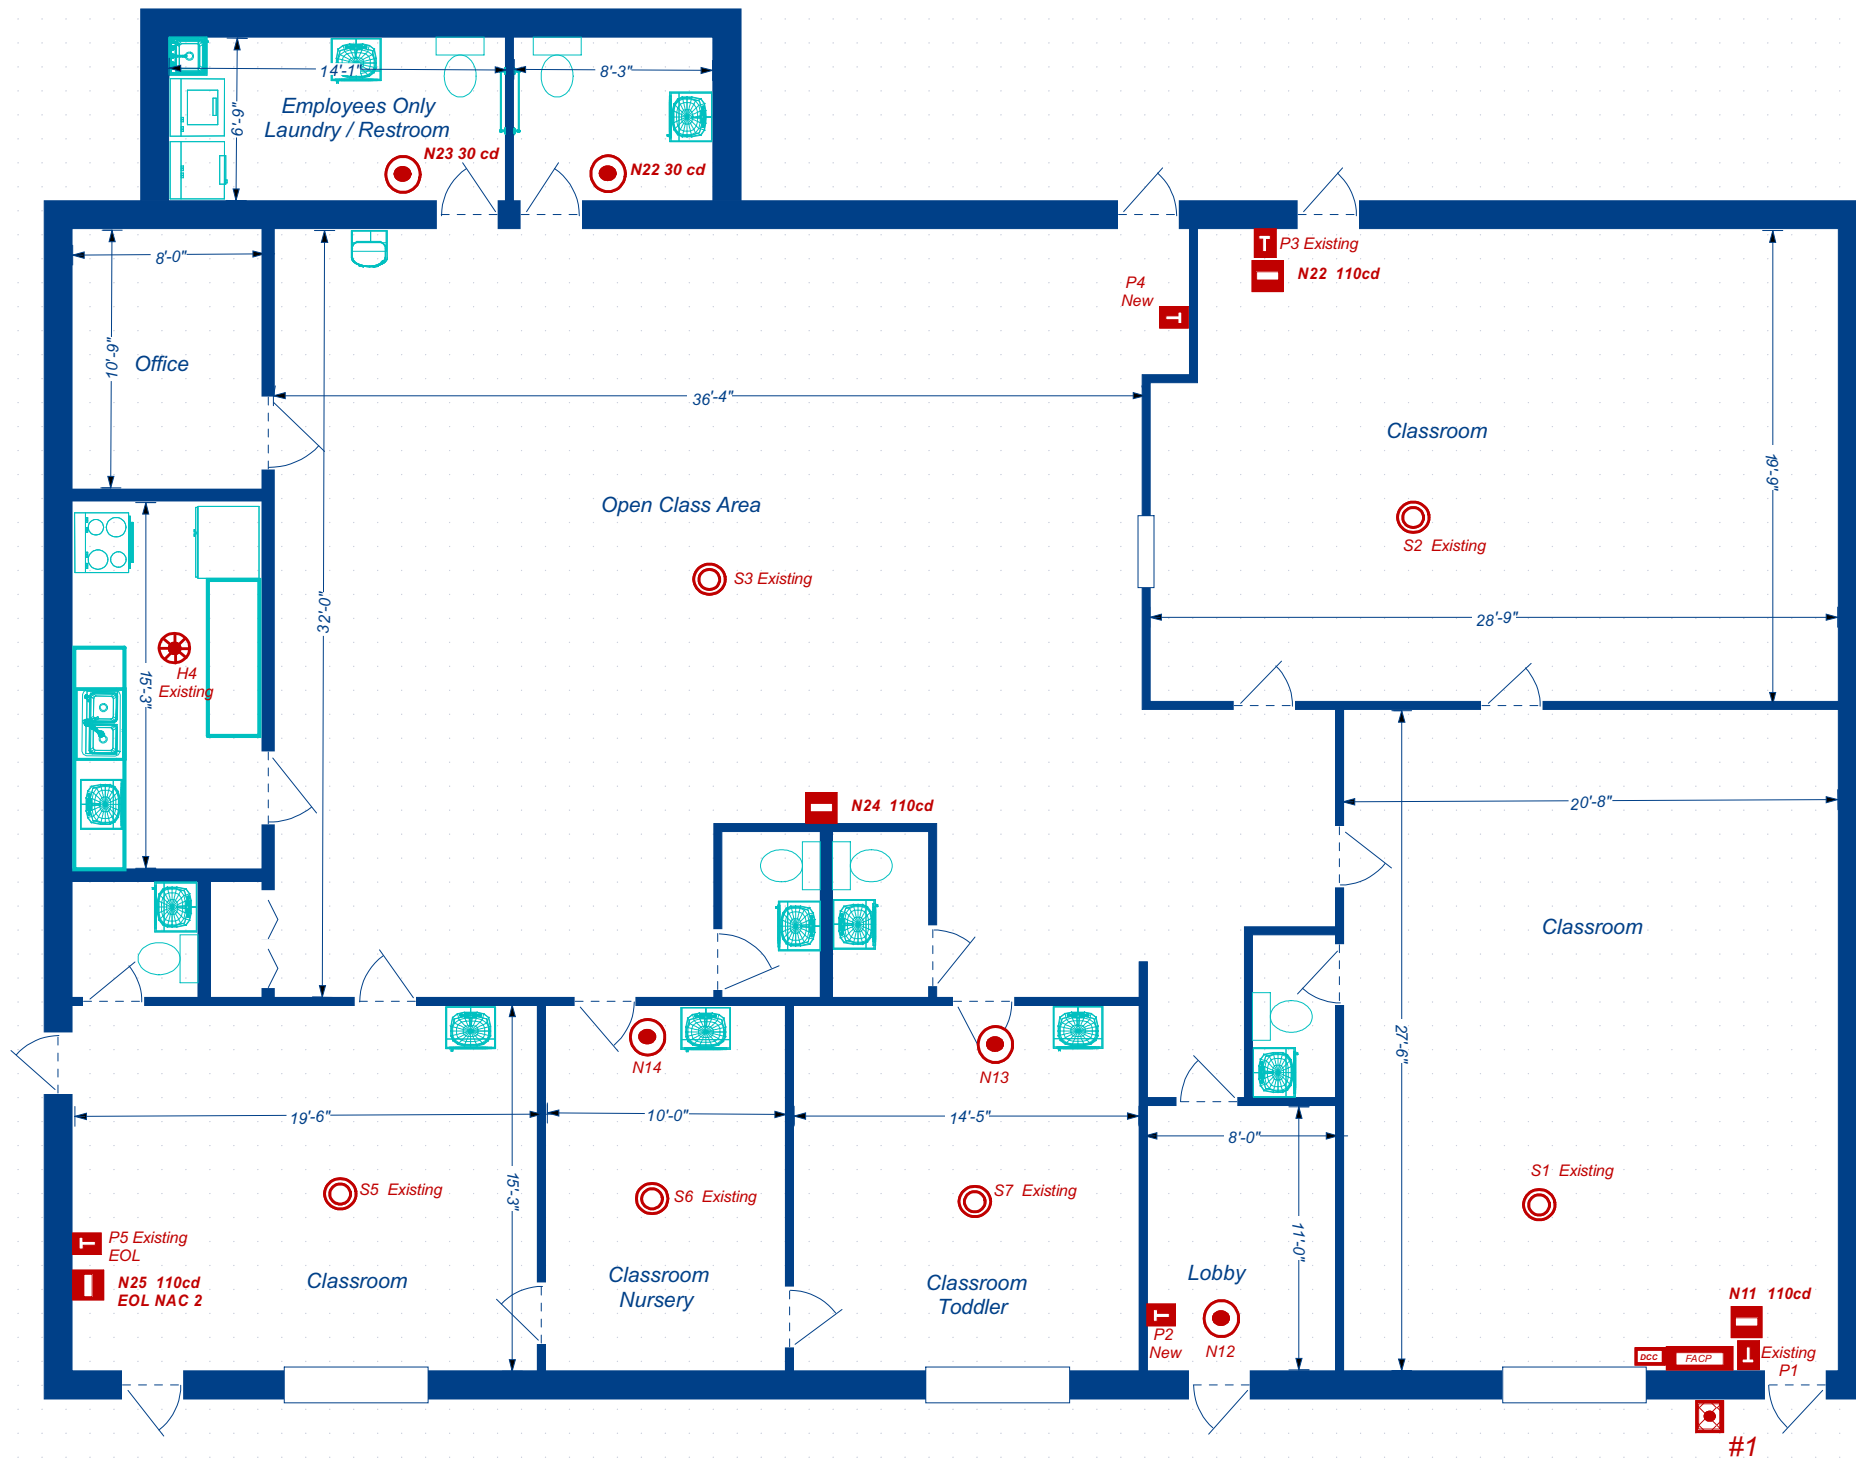 14'-1"
8'-3"
6'-9"
Employees Only
Laundry / Restroom
N23 30 cd
N22 30 cd
8'-0"
10'-9"
Office
P3 Existing
N22 110cd
P4
New
36'-4"
Classroom
19'-9"
Open Class Area
S2 Existing
S3 Existing
32'-0"
28'-9"
H4
Existing
15'-3"
N24 110cd
20'-8"
Classroom
27'-6"
N14
N13
19'-6"
10'-0"
14'-5"
8'-0"
15'-3"
S5 Existing
S6 Existing
S7 Existing
S1 Existing
11'-0"
P5 Existing
EOL
N25 110cd
EOL NAC 2
Classroom
Classroom
Nursery
Classroom
Toddler
Lobby
P2
New
N12
N11 110cd
DCC
FACP
Existing
P1
#1